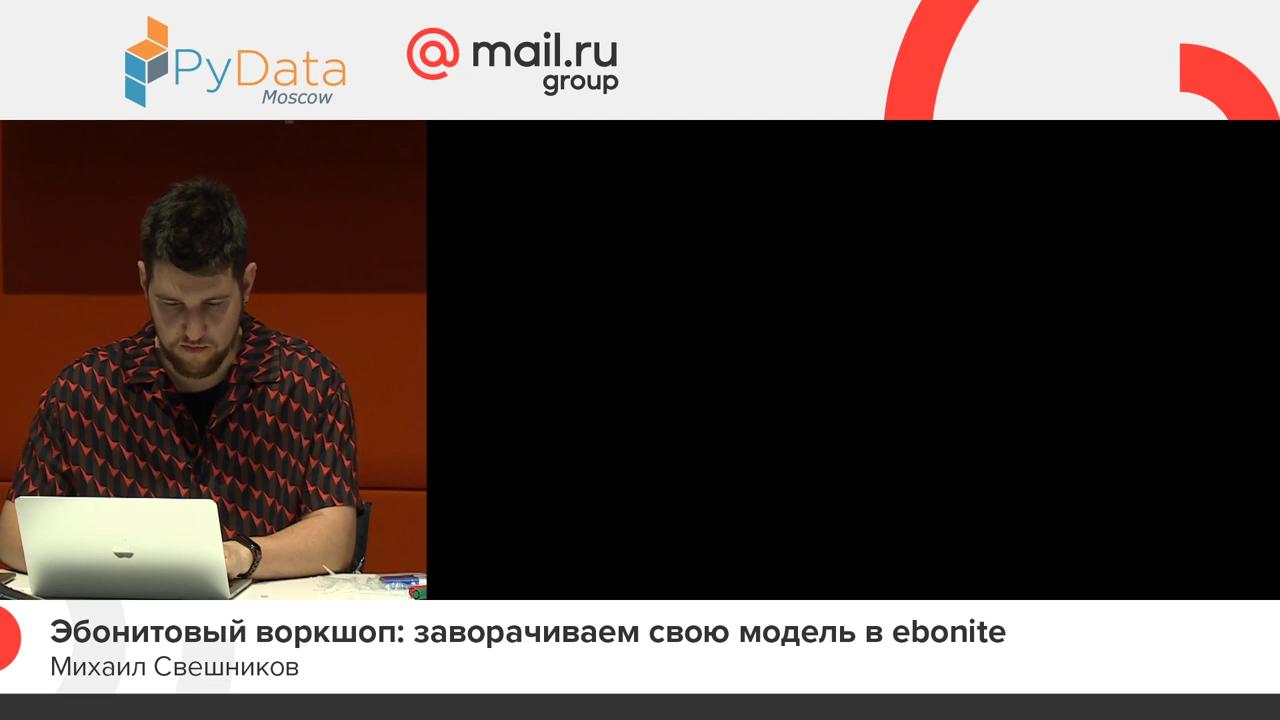 PyData
Moscow
@mail.ru
group
Эбонитовый воркшоп: заворачиваем свою модель в ebonite
Михаил Свешников